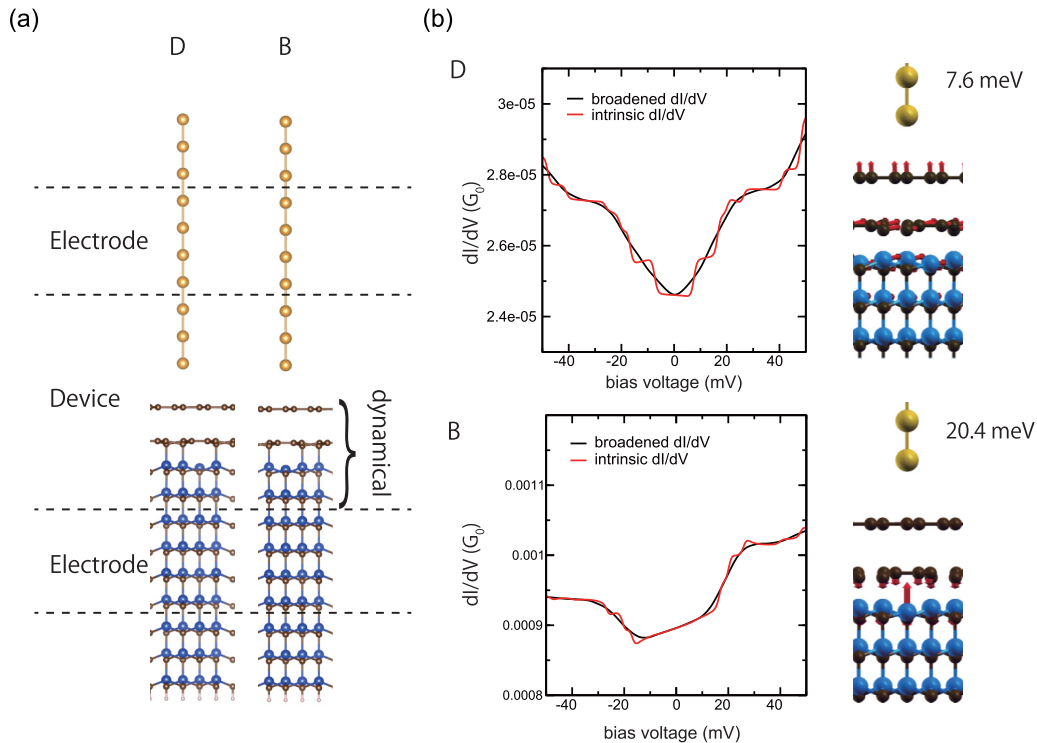 (a)
D
B
Electrode
Device
dynamical
Electrode
(b)
D
broadened dI/dV
intrinsic dI/dV
3e-05
2.8e-05
2.6e-05
2.4e-05
dI/dV (G0)
-40
-20
0
20
40
bias voltage (mV)
7.6 meV
B
broadened dI/dV
intrinsic dI/dV
0.0011
0.001
0.0009
0.0008
dI/dV (G0)
-40
-20
0
20
40
bias voltage (mV)
20.4 meV